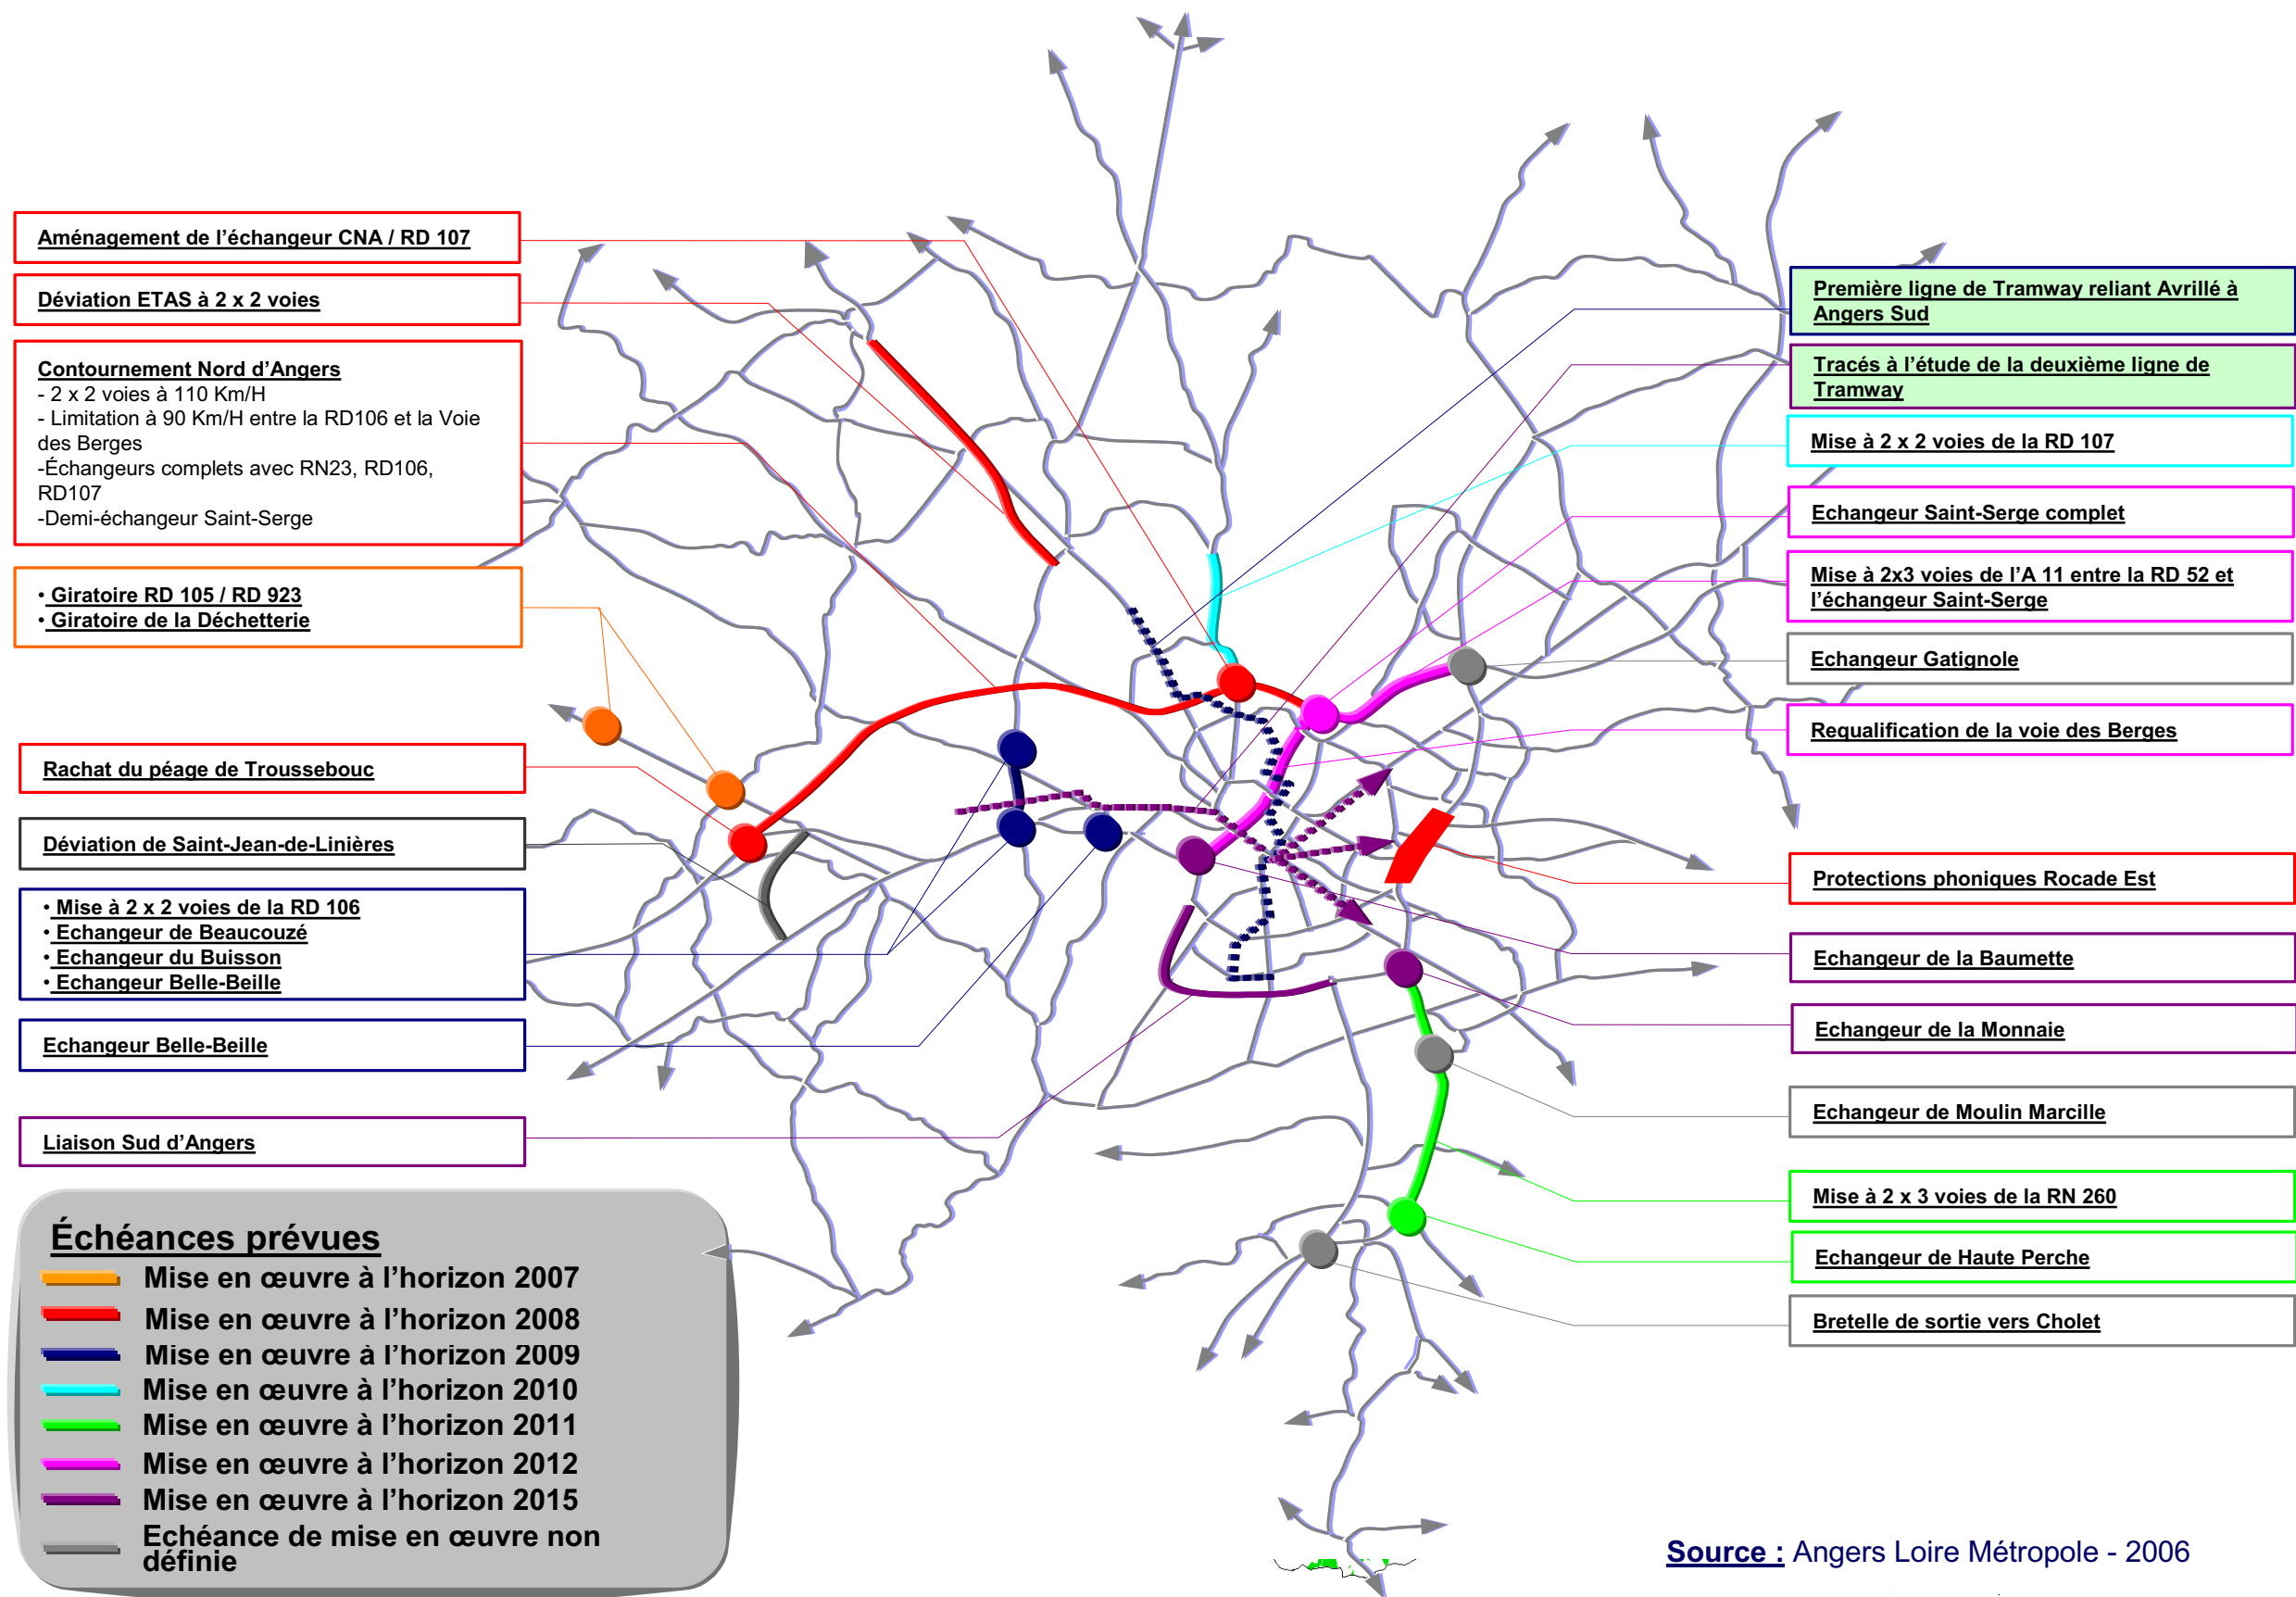 Aménagement de l'échangeur CNA / RD 107
Déviation ETAS à 2 x 2 voies
Contournement Nord d'Angers
- 2 x 2 voies à 110 Km/H
- Limitation à 90 Km/H entre la RD106 et la Voie
des Berges
-Échangeurs complets avec RN23, RD106,
RD107
-Demi-échangeur Saint-Serge
• Giratoire RD 105 / RD 923
• Giratoire de la Déchetterie
Rachat du péage de Troussebouc
Déviation de Saint-Jean-de-Linières
• Mise à 2 x 2 voies de la RD 106
• Echangeur de Beaucouzé
• Echangeur du Buisson
• Echangeur Belle-Beille
Echangeur Belle-Beille
Liaison Sud d'Angers
Première ligne de Tramway reliant Avrillé à
Angers Sud
Tracés à l'étude de la deuxième ligne de
Tramway
Mise à 2 x 2 voies de la RD 107
Echangeur Saint-Serge complet
Mise à 2x3 voies de l'A 11 entre la RD 52 et
l'échangeur Saint-Serge
Echangeur Gatignole
Requalification de la voie des Berges
Protections phoniques Rocade Est
Echangeur de la Baumette
Echangeur de la Monnaie
Echangeur de Moulin Marcille
Mise à 2 x 3 voies de la RN 260
Echangeur de Haute Perche
Bretelle de sortie vers Cholet
Échéances prévues
Mise en œuvre à l'horizon 2007
Mise en œuvre à l'horizon 2008
Mise en œuvre à l'horizon 2009
Mise en œuvre à l'horizon 2010
Mise en œuvre à l'horizon 2011
Mise en œuvre à l'horizon 2012
Mise en œuvre à l'horizon 2015
Echéance de mise en œuvre non
définie
Source : Angers Loire Métropole - 2006